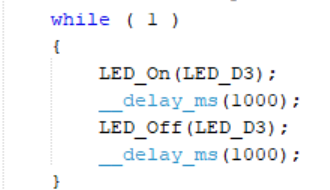 while ( 1 )
{
LED_On(LED_D3);
__delay_ms(1000);
LED_Off(LED_D3);
__delay_ms(1000);
}